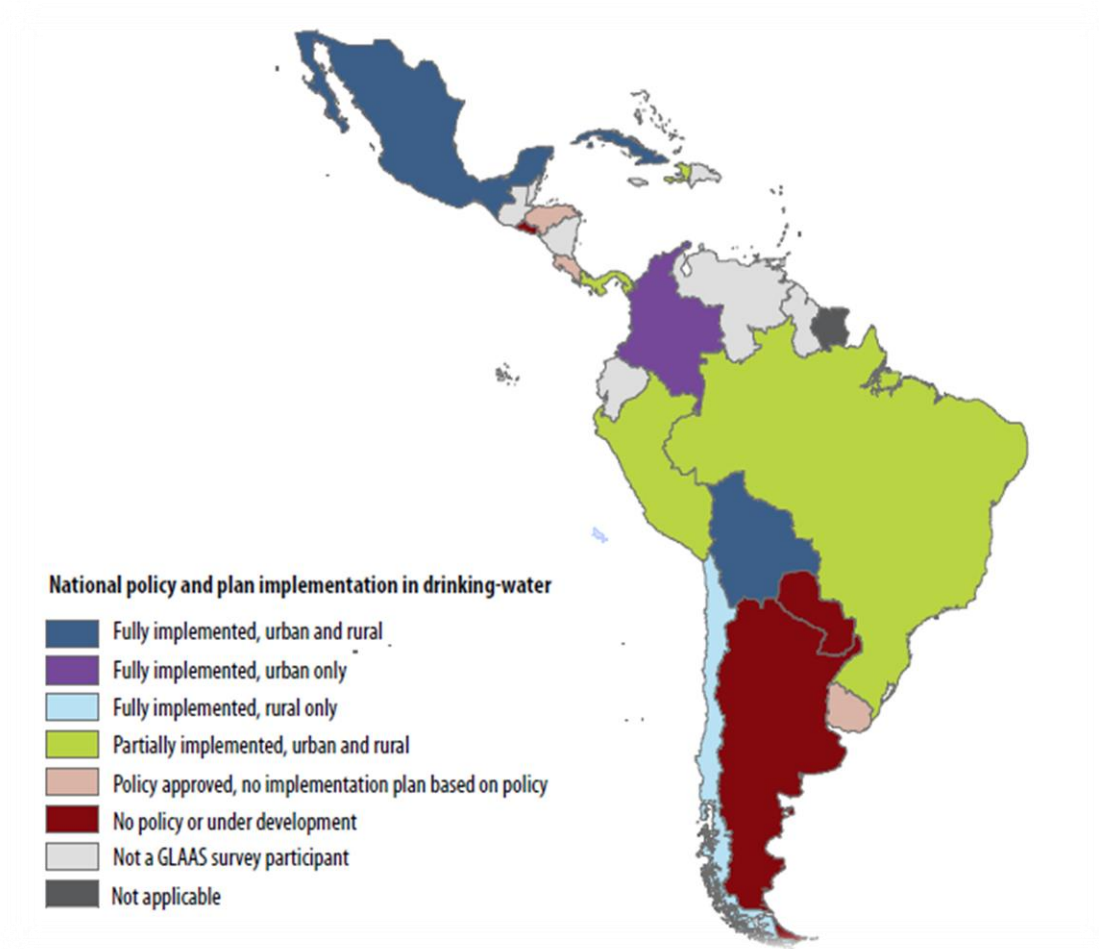 National policy and plan implementation in drinking-water
Fully implemented, urban and rural
Fully implemented, urban only
Fully implemented, rural only
Partially implemented, urban and rural
Policy approved, no implementation plan based on policy
No policy or under development
Not a GLAAS survey participant
Not applicable